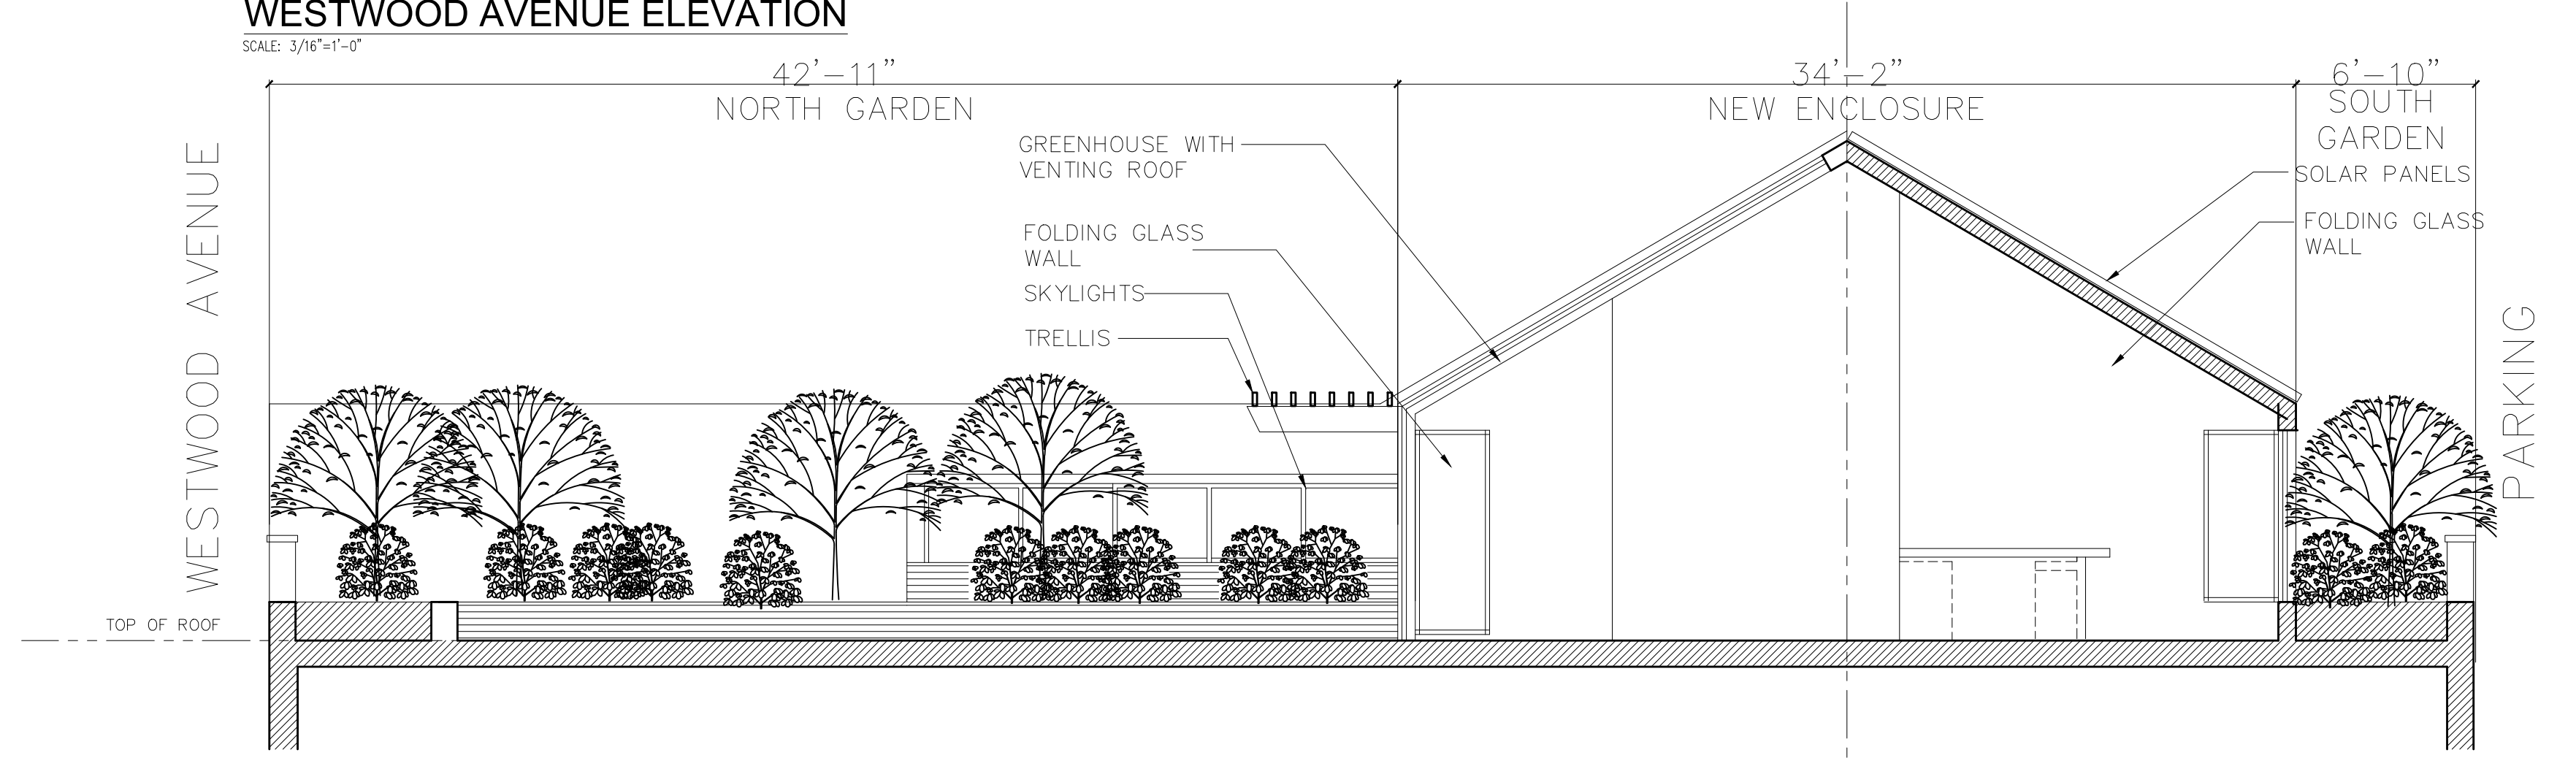 WESTWOOD AVENUE ELEVATION
SCALE: 3/16"=1'-0"
42'-11"
NORTH GARDEN
34'-2"
NEW ENCLOSURE
6'-10"
SOUTH
GARDEN
GREENHOUSE WITH
VENTING ROOF
FOLDING GLASS
WALL
SKYLIGHTS
TRELLIS
SOLAR PANELS
FOLDING GLASS
WALL
WESTWOOD AVENUE
PARKING
TOP OF ROOF